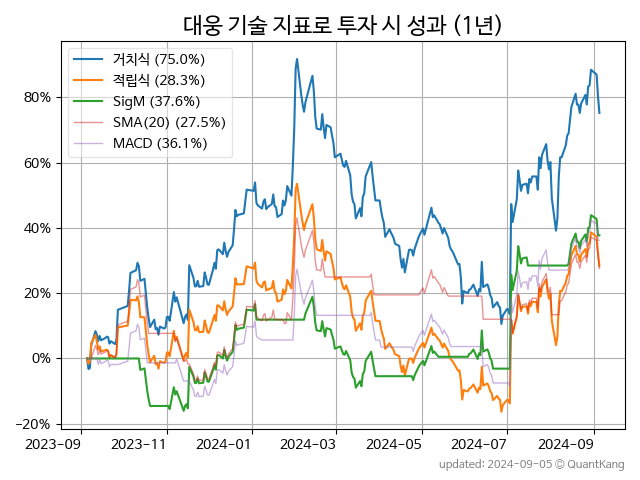 대웅 기술 지표로 투자 시 성과 (1년)
거치식 (75.0%)
적립식 (28.3%)
SigM (37.6%)
SMA(20) (27.5%)
MACD (36.1%)
80%
60%
40%
20%
0%
−20%
2023-09 2023-11 2024-01 2024-03 2024-05 2024-07 2024-09
updated: 2024-09-05 © QuantKang